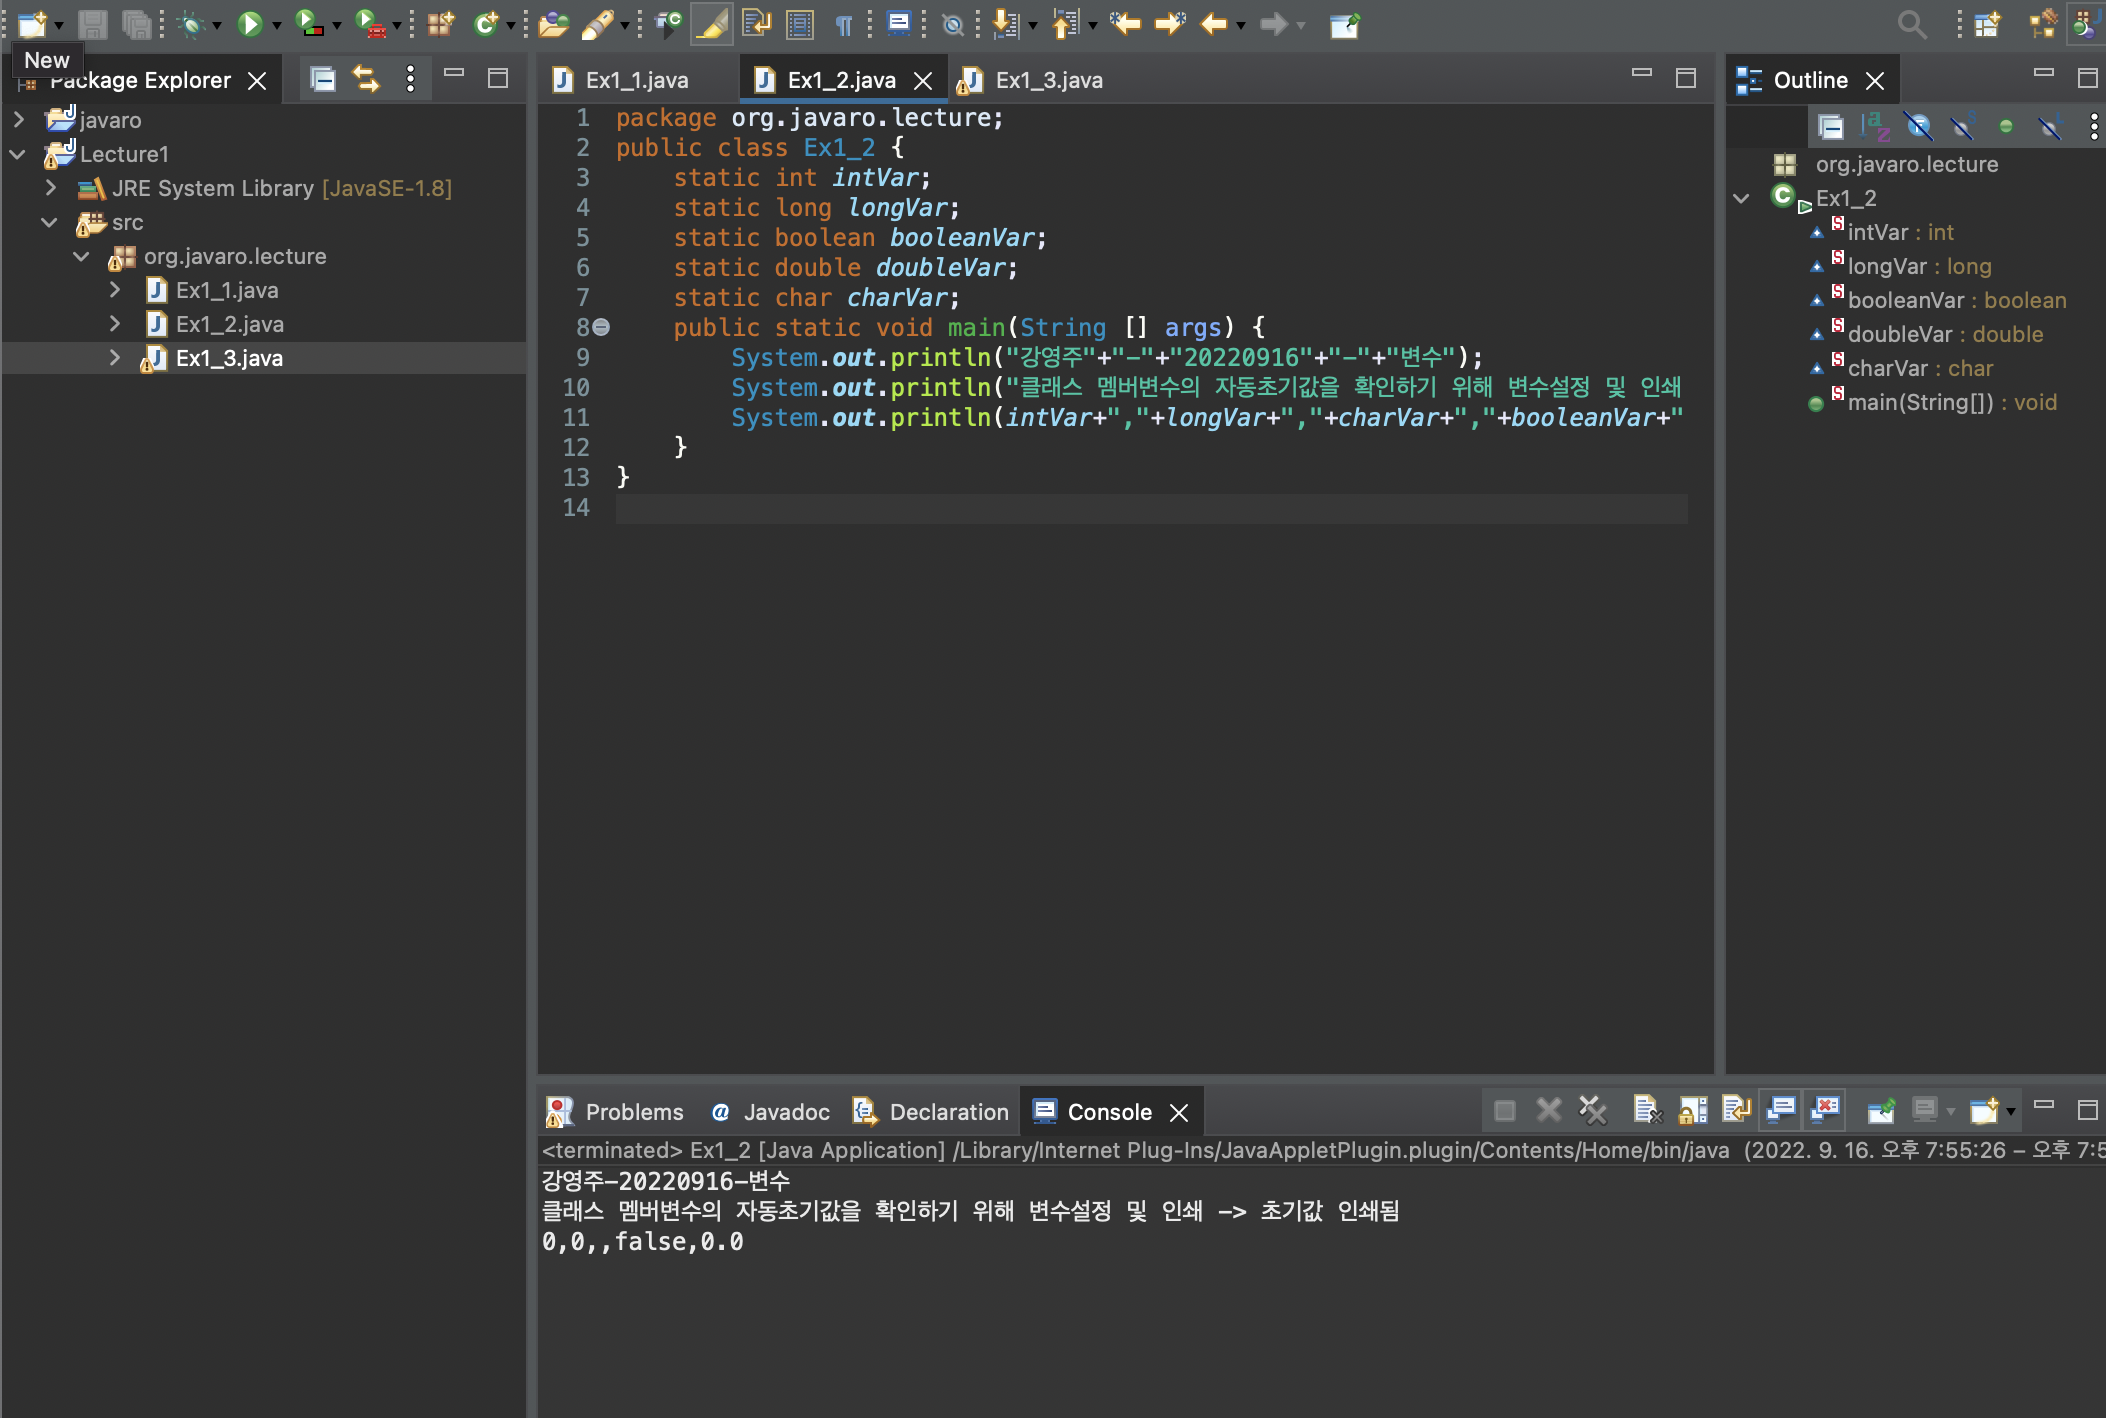 New
Package Explorer
javaro
Lecture1
JRE System Library [JavaSE-1.8]
src
org.javaro.lecture
Ex1_1.java
Ex1_2.java
Ex1_3.java
Ex1_1.java
Ex1_2.java
Ex1_3.java
1 package org.javaro.lecture;
2 public class Ex1_2 {
3 static int intVar;
4 static long longVar;
5 static boolean booleanVar;
6 static double doubleVar;
7 static char charVar;
8 public static void main(String [] args) {
9 System.out.println("강영주"+"-"+"20220916"+"-"+"변수");
10 System.out.println("클래스 멤버변수의 자동초기값을 확인하기 위해 변수설정 및 인쇄
11 System.out.println(intVar+","+longVar+","+charVar+","+booleanVar+"
12 }
13 }
14
Outline
org.javaro.lecture
Ex1_2
intVar : int
longVar : long
booleanVar : boolean
doubleVar : double
charVar : char
main(String[]) : void
Problems
Javadoc
Declaration
Console
<terminated> Ex1_2 [Java Application] /Library/Internet Plug-Ins/JavaAppletPlugin.plugin/Contents/Home/bin/java (2022. 9. 16. 오후 7:55:26 – 오후 7:5
강영주-20220916-변수
클래스 멤버변수의 자동초기값을 확인하기 위해 변수설정 및 인쇄 -> 초기값 인쇄됨
0,0,,false,0.0